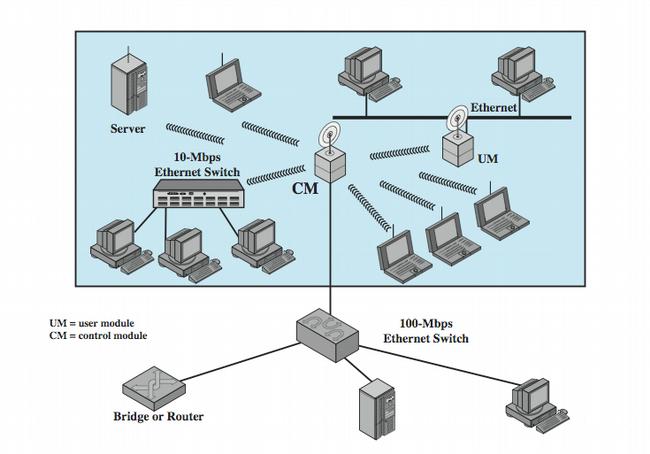 Ethernet
Server
UM
10-Mbps
Ethernet Switch
CM
UM = user module
CM = control module
100-Mbps
Ethernet Switch
Bridge or Router